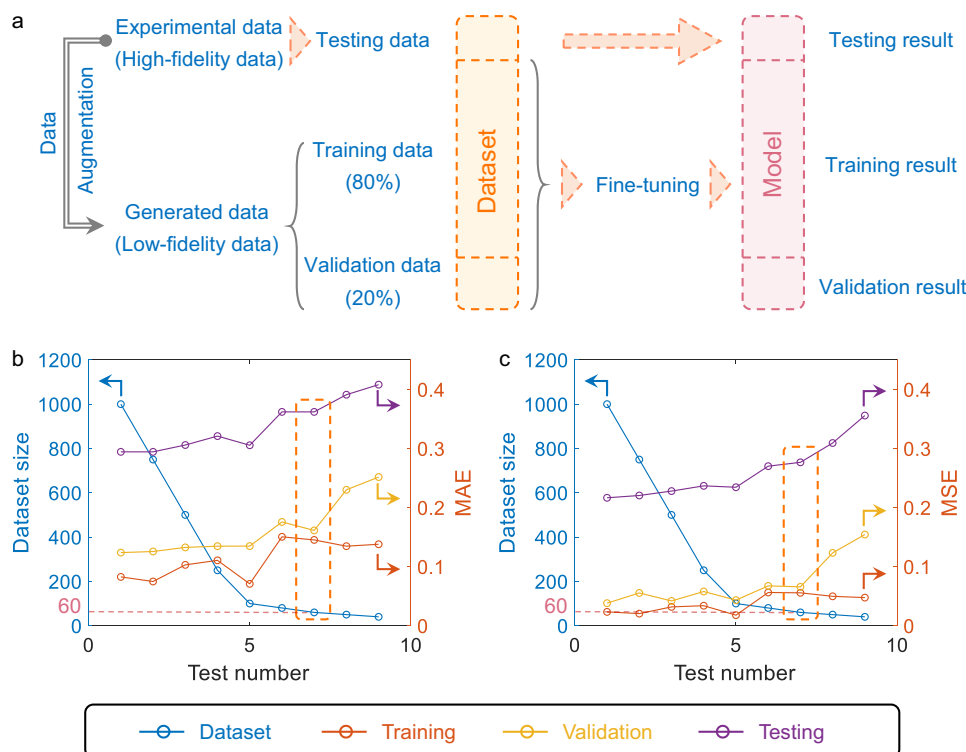 a
Experimental data
(High-fidelity data)
Testing data
Testing result
Data
Augmentation
Training data
(80%)
Dataset
Fine-tuning
Model
Training result
Generated data
(Low-fidelity data)
Validation data
(20%)
Validation result
b
1200
1000
800
600
400
200
60
0
Dataset size
0.4
0.3
0.2
0.1
0
MAE
0
5
10
Test number
c
1200
1000
800
600
400
200
60
0
Dataset size
0.4
0.3
0.2
0.1
0
MSE
0
5
10
Test number
Dataset
Training
Validation
Testing